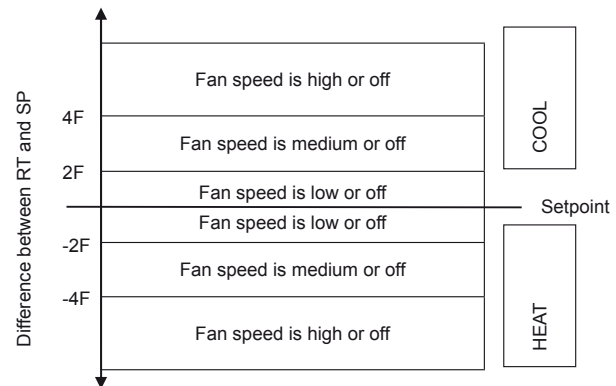 Difference between RT and SP
Fan speed is high or off
4F
Fan speed is medium or off
2F
Fan speed is low or off
Setpoint
Fan speed is low or off
-2F
Fan speed is medium or off
-4F
Fan speed is high or off
COOL
HEAT